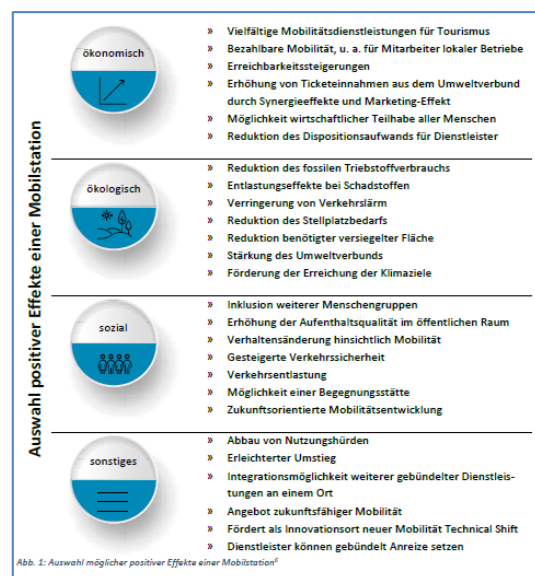 Auswahl positiver Effekte einer Mobilstation
ökonomisch
» Vielfältige Mobilitätsdienstleistungen für Tourismus
» Bezahlbare Mobilität, u. a. für Mitarbeiter lokaler Betriebe
» Erreichbarkeitssteigerungen
» Erhöhung von Ticketeinnahmen aus dem Umweltverbund
durch Synergieeffekte und Marketing-Effekt
» Möglichkeit wirtschaftlicher Teilhabe aller Menschen
» Reduktion des Dispositionsaufwands für Dienstleister
ökologisch
» Reduktion des fossilen Triebstoffverbrauchs
» Entlastungseffekte bei Schadstoffen
» Verringerung von Verkehrslärm
» Reduktion des Stellplatzbedarfs
» Reduktion benötigter versiegelter Fläche
» Stärkung des Umweltverbunds
» Förderung der Erreichung der Klimaziele
sozial
» Inklusion weiterer Menschengruppen
» Erhöhung der Aufenthaltsqualität im öffentlichen Raum
» Verhaltensänderung hinsichtlich Mobilität
» Gesteigerte Verkehrssicherheit
» Verkehrsentlastung
» Möglichkeit einer Begegnungsstätte
» Zukunftsorientierte Mobilitätsentwicklung
sonstiges
» Abbau von Nutzungshürden
» Erleichterter Umstieg
» Integrationsmöglichkeit weiterer gebündelter Dienstleis-
tungen an einem Ort
» Angebot zukunftsfähiger Mobilität
» Fördert als Innovationsort neuer Mobilität Technical Shift
» Dienstleister können gebündelt Anreize setzen
Abb. 1: Auswahl möglicher positiver Effekte einer Mobilstation⁶